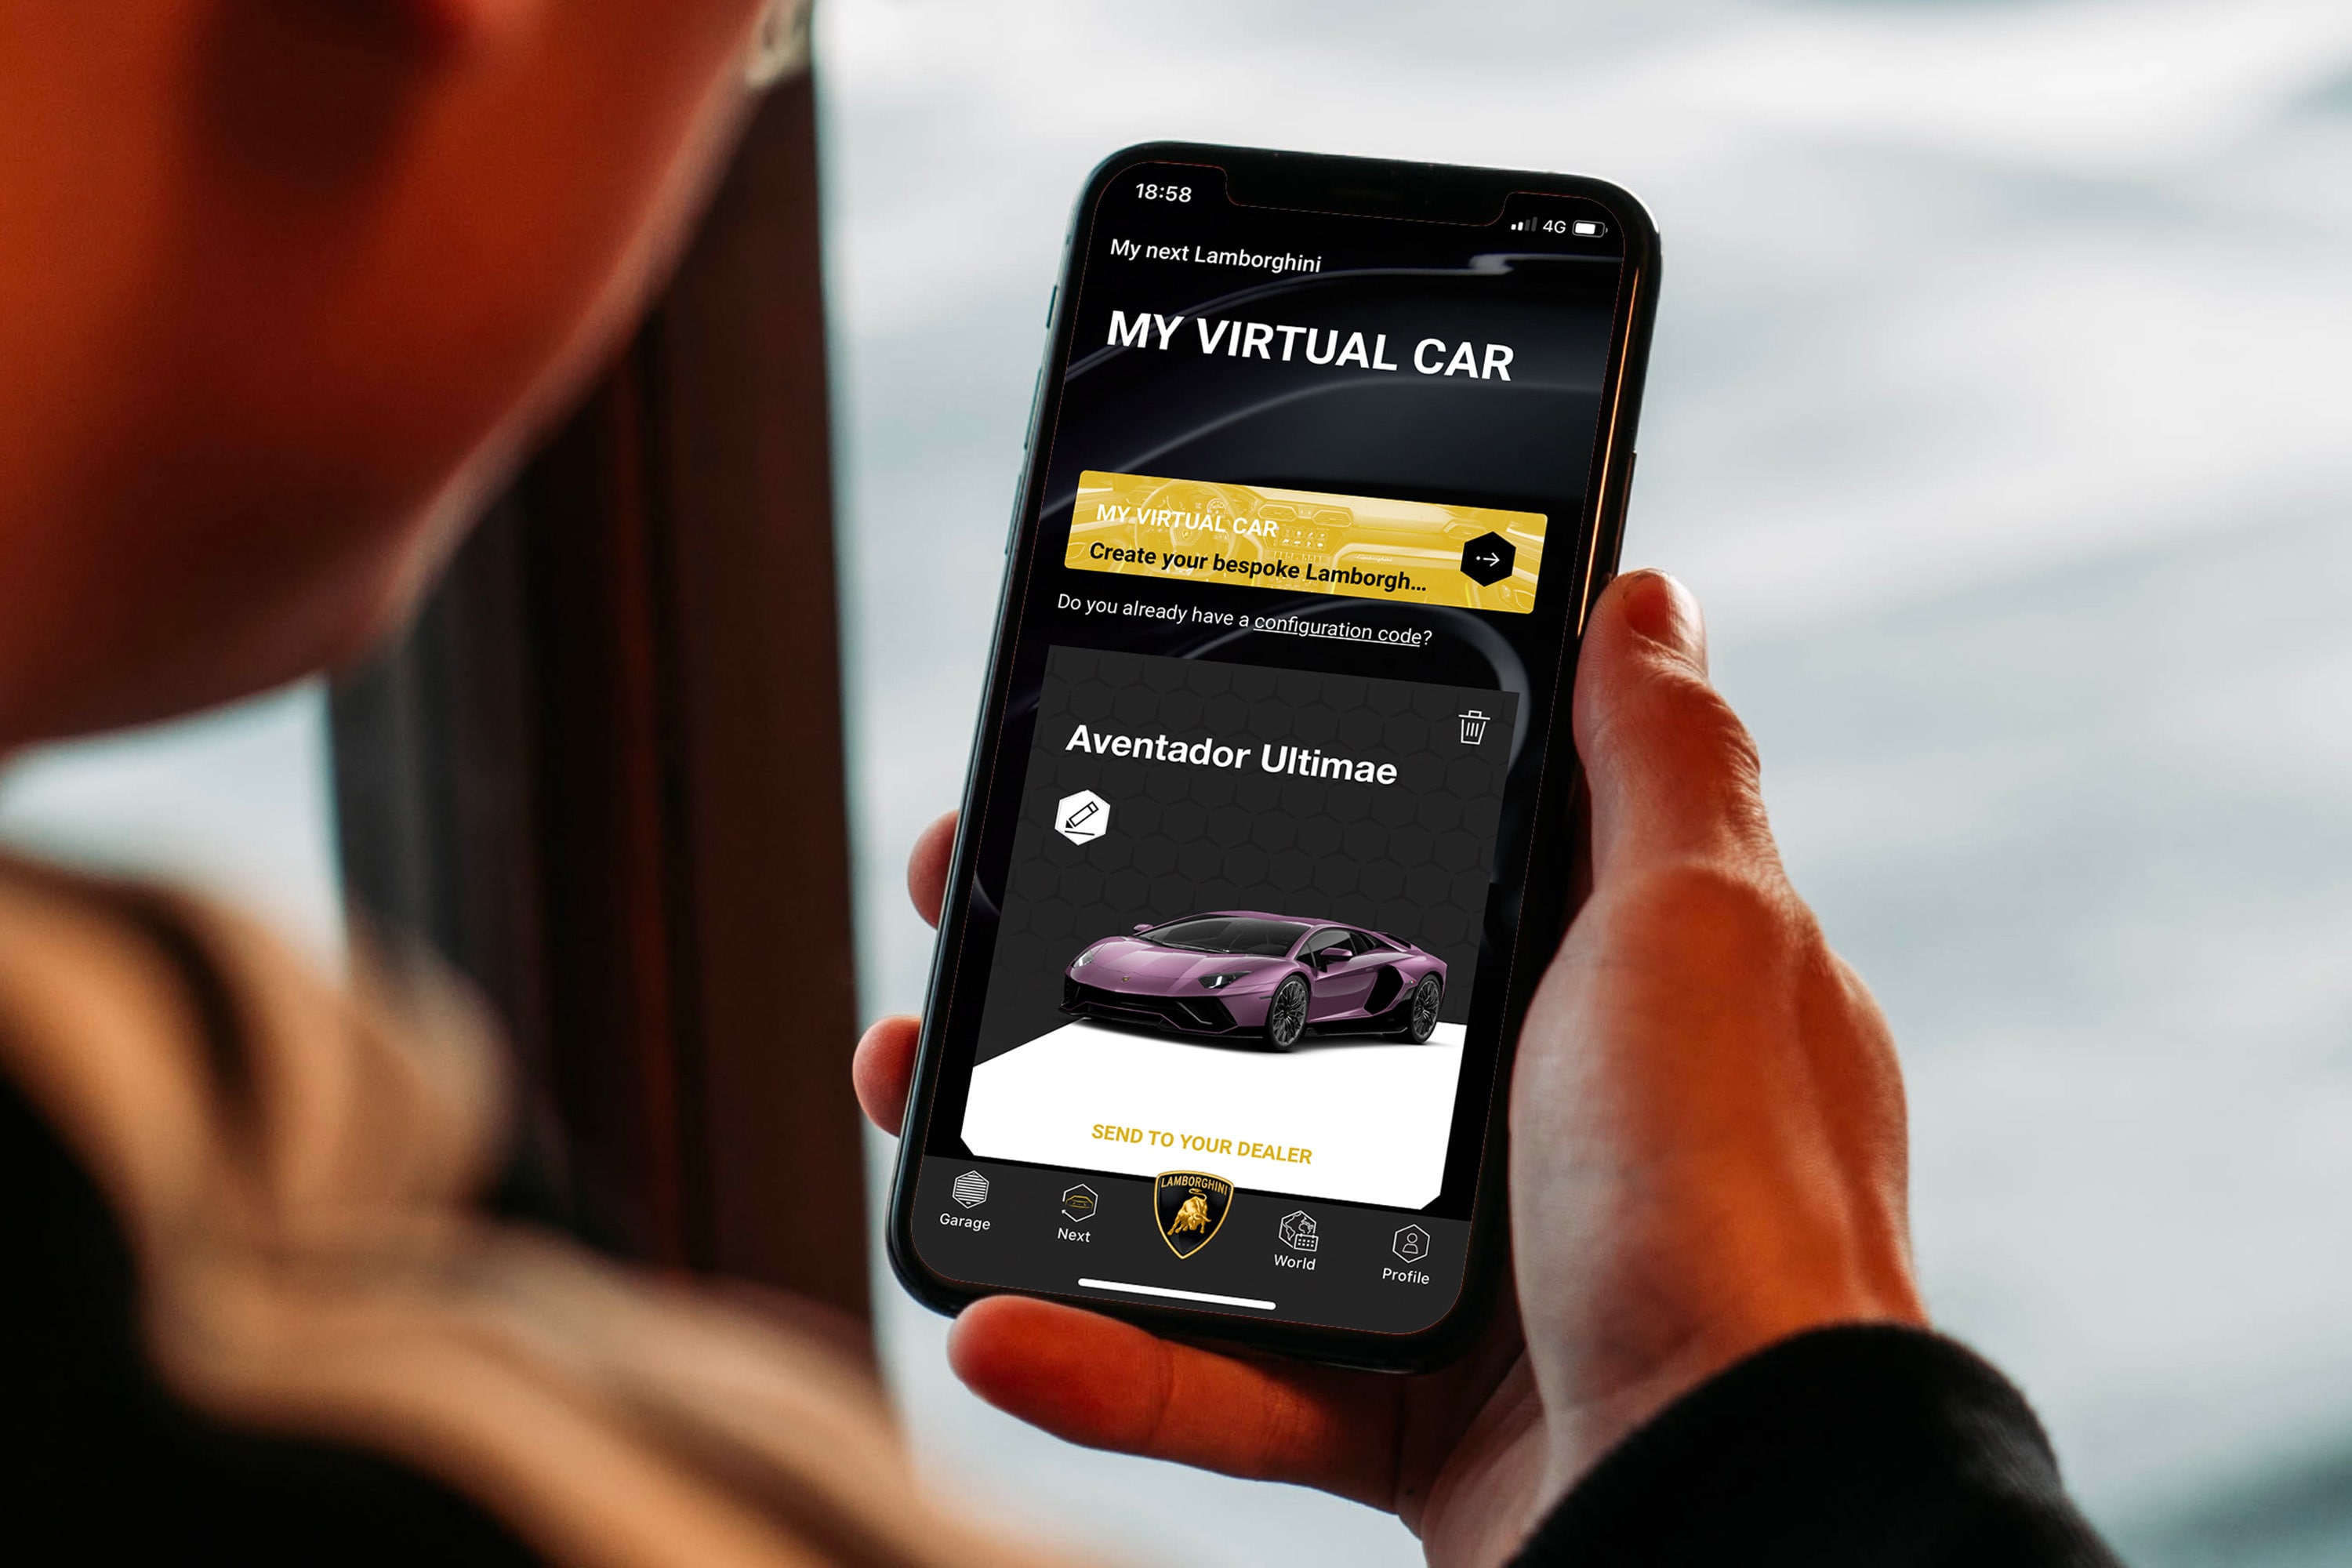 18:58
4G
My next Lamborghini
MY VIRTUAL CAR
MY VIRTUAL CAR
Create your bespoke Lamborgh...
Do you already have a configuration code?
Aventador Ultimae
SEND TO YOUR DEALER
LAMBORGHINI
Garage
Next
World
Profile